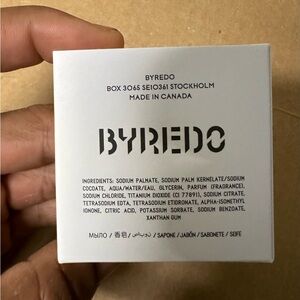 BYREDO
BOX 3065 SE10361 STOCKHOLM
MADE IN CANADA
BYREDO
INGREDIENTS: SODIUM PALMATE, SODIUM PALM KERNELATE/SODIUM
COCOATE, AQUA/WATER/EAU, GLYCERIN, PARFUM (FRAGRANCE),
SODIUM CHLORIDE, TITANIUM DIOXIDE (CI 77891), SODIUM CITRATE,
TETRASODIUM EDTA, TETRASODIUM ETIDRONATE, ALPHA-ISOMETHYL
IONONE, CITRIC ACID, POTASSIUM SORBATE, SODIUM BENZOATE,
XANTHAN GUM
МЫЛО / 香皂 / صابون / SAPONE / JABÓN / SABONETE / SEIFE